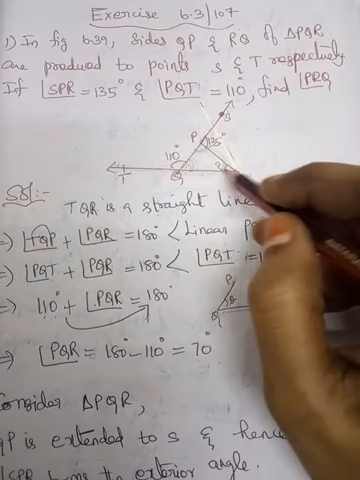 Exercise 6.3/107
1) In fig 6.39, Sides QP & RQ of ΔPQR
are produced to points S & T respectively
If ∠SPR = 135° & ∠PQT = 110°, find ∠PRQ
S
P 135°
110°
T Q
SOl:-
TQR is a straight line
⇒ ∠TQP + ∠PQR = 180° < Linear
⇒ ∠PQT + ∠PQR = 180° < ∠PQT = 1
⇒ 110° + ∠PQR = 180°
P
Q
⇒ ∠PQR = 180° - 110° = 70°
Consider ΔPQR,
QP is extended to S & hence
∠SPR the exterior angle.